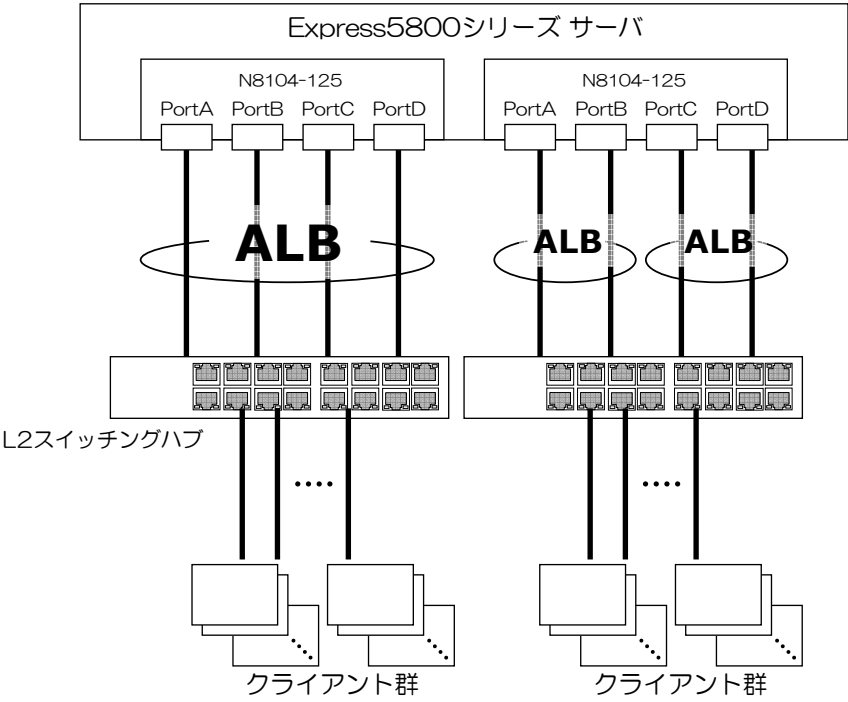 Express5800シリーズ サーバ
N8104-125
PortA PortB PortC PortD
N8104-125
PortA PortB PortC PortD
ALB
ALB
ALB
L2スイッチングハブ
クライアント群
クライアント群